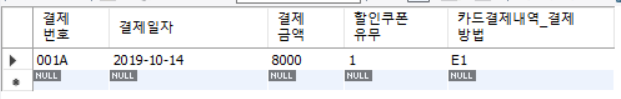 결제 번호	결제일자	결제 금액	할인쿠폰 유무	카드결제내역_결제 방법
001A	2019-10-14	8000	1	E1
NULL	NULL	NULL	NULL	NULL